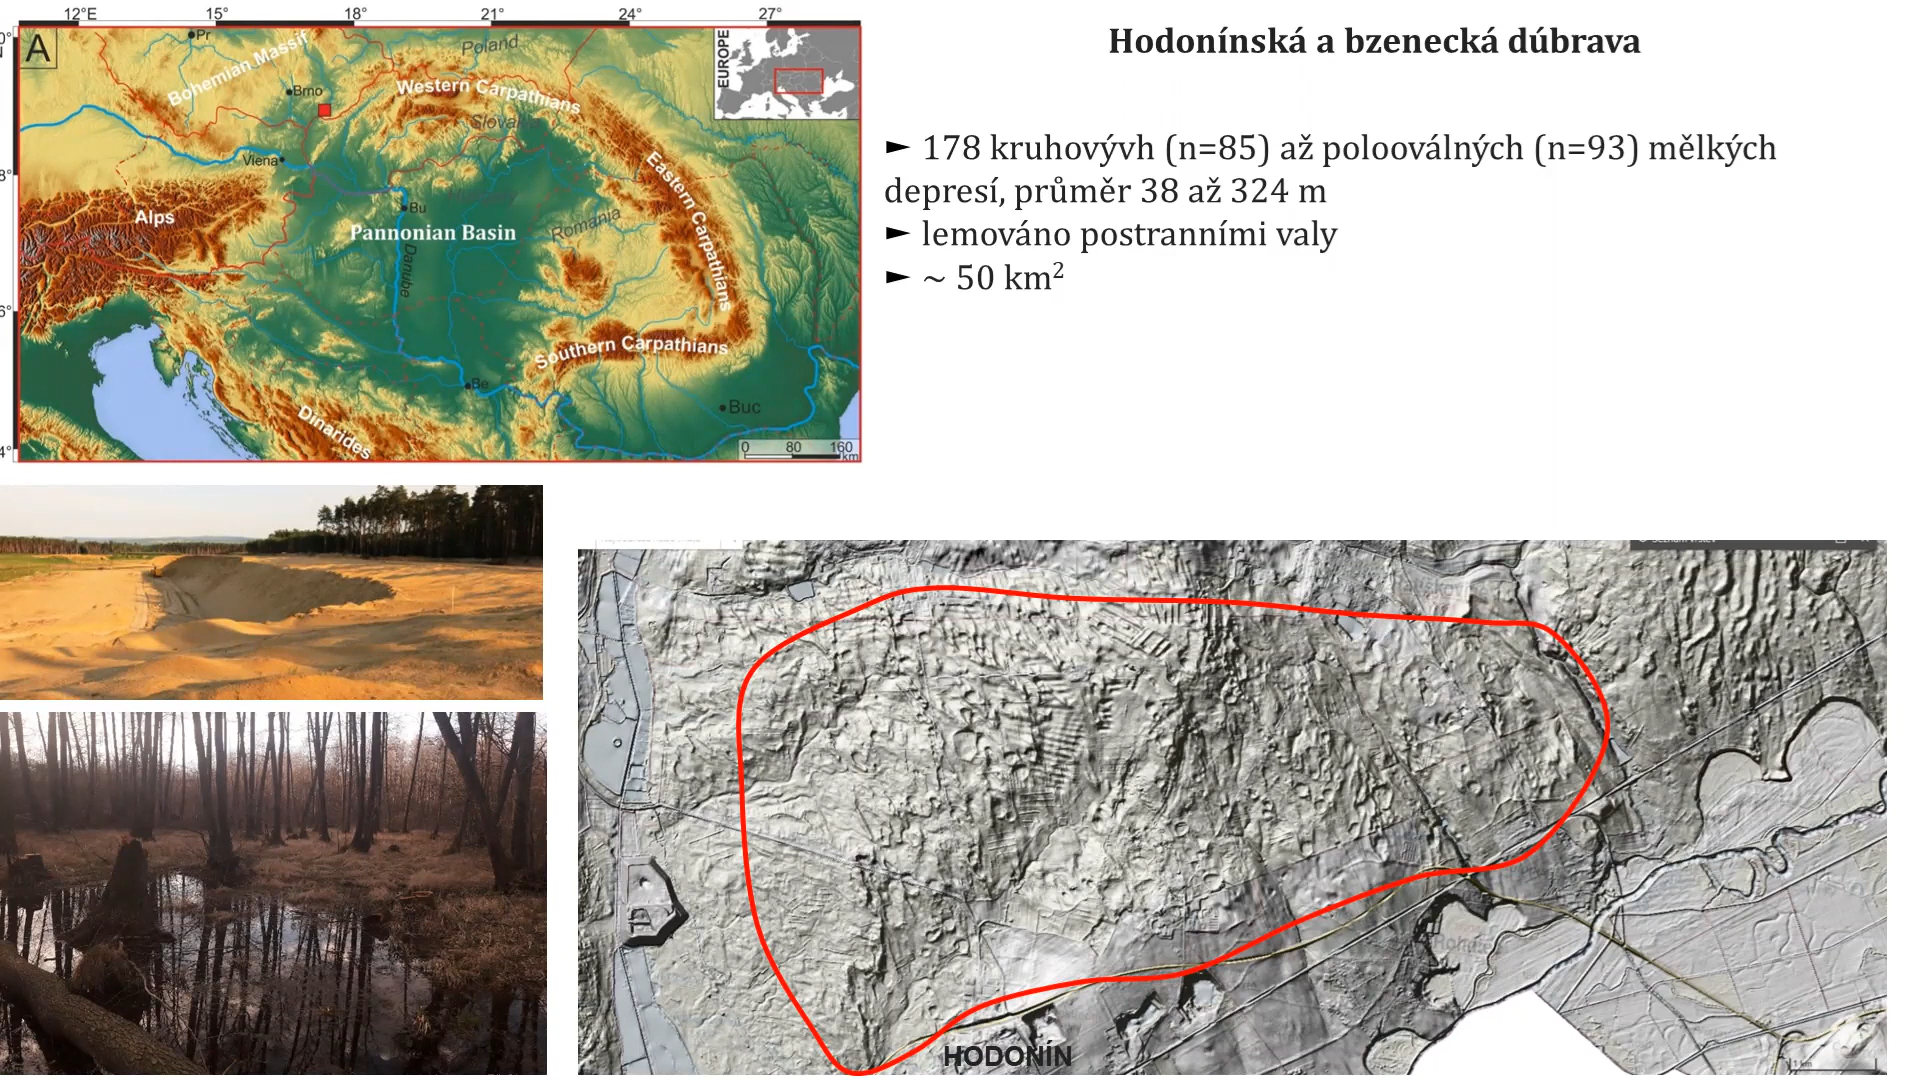 12°E 15° 18° 21° 24° 27°
A
Pr
Poland
EUROPE
Bohemian Massif
Brno
Western Carpathians
Slovakia
Viena
Eastern Carpathians
Alps
Bu
Romania
Pannonian Basin
Danube
Southern Carpathians
Be
Buc
Dinarides
0 80 160
km
Hodonínská a bzenecká dúbrava
► 178 kruhovývh (n=85) až polooválných (n=93) mělkých
depresí, průměr 38 až 324 m
► lemováno postranními valy
► ~ 50 km²
HODONÍN
1 km